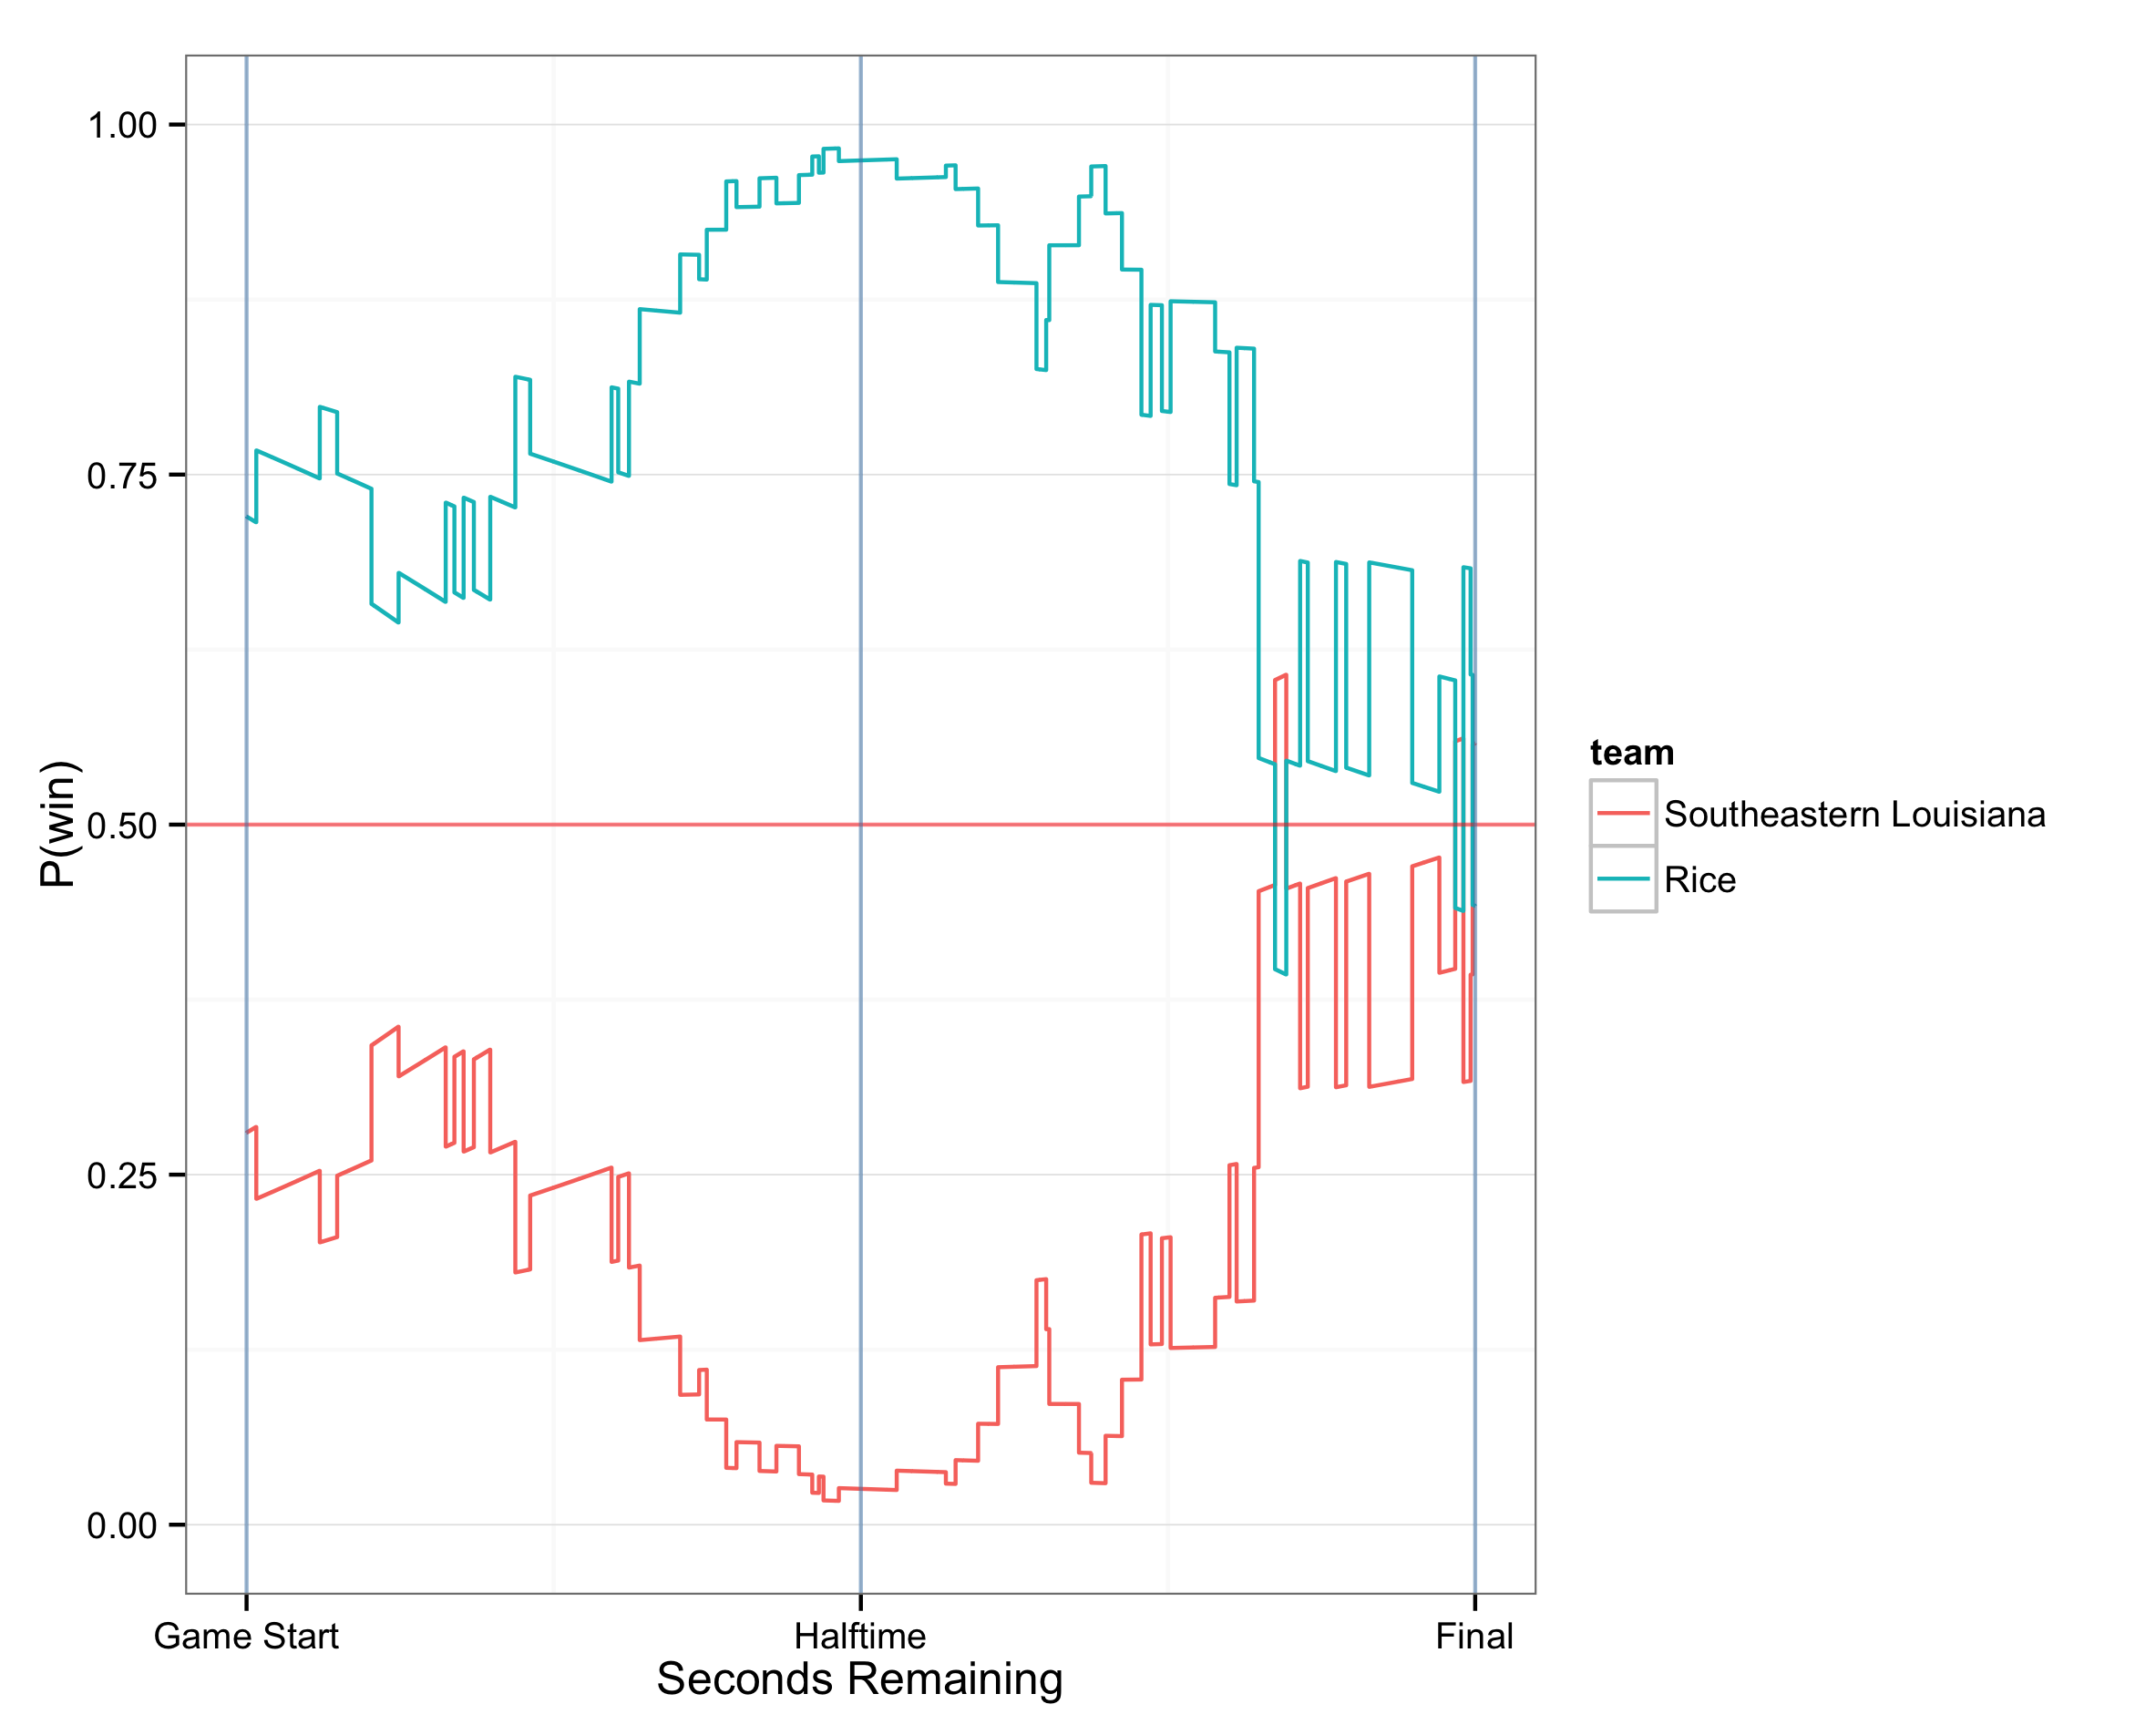 1.00
0.75
0.50
0.25
0.00
P(win)
Game Start
Halftime
Final
Seconds Remaining
team
Southeastern Louisiana
Rice